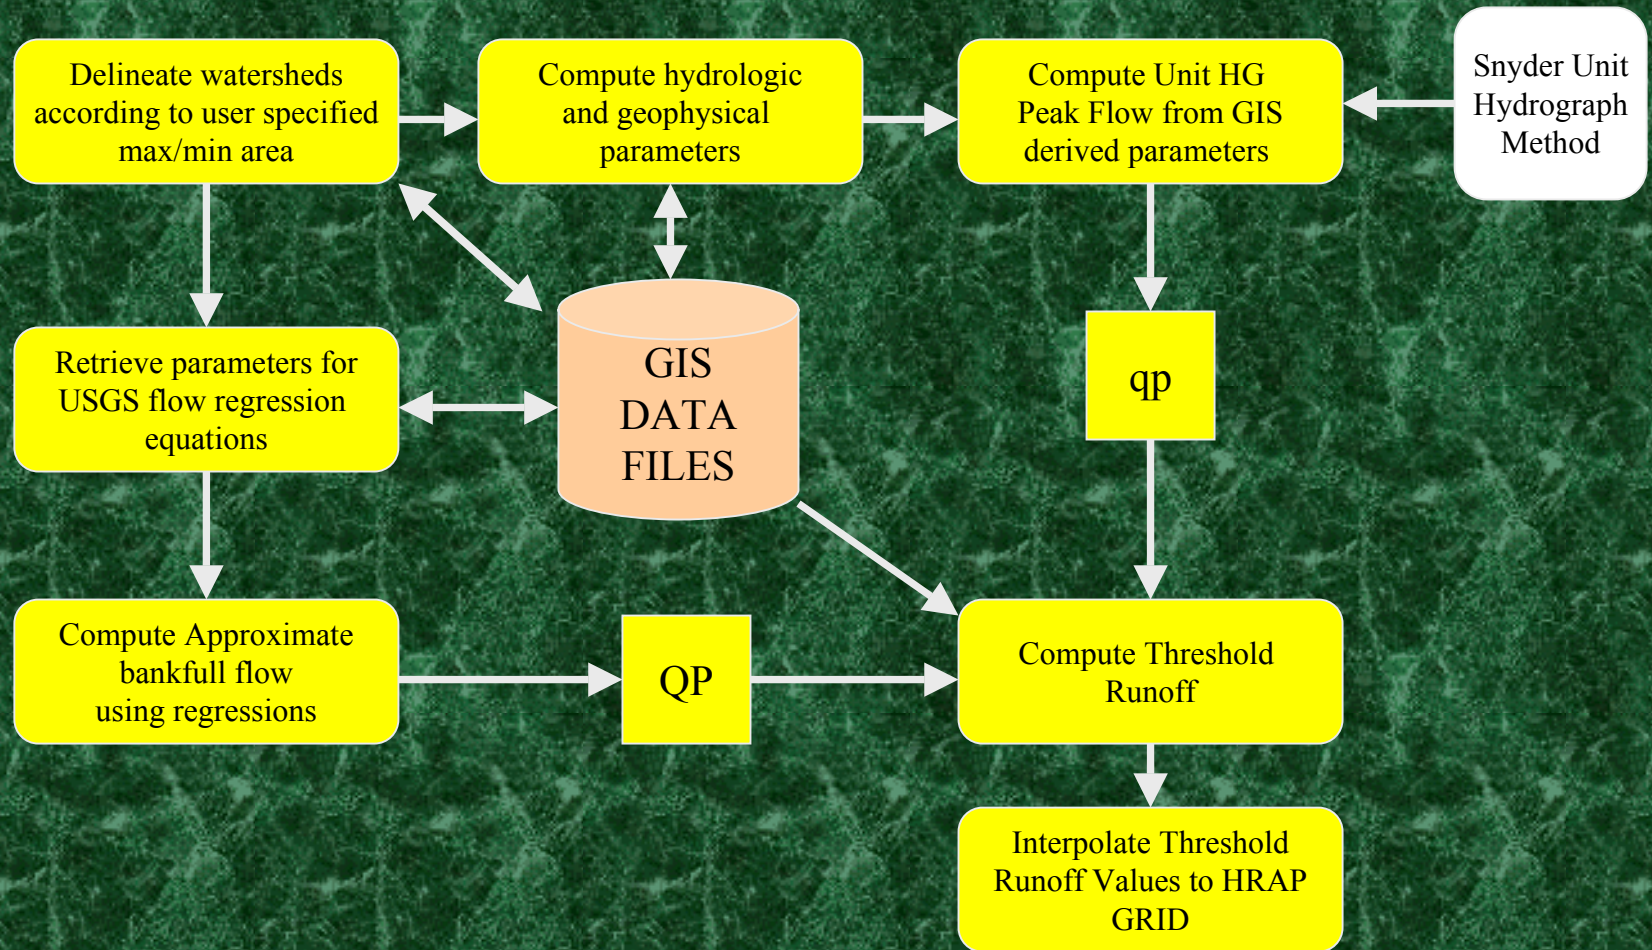 Delineate watersheds
according to user specified
max/min area
Compute hydrologic
and geophysical
parameters
Compute Unit HG
Peak Flow from GIS
derived parameters
Snyder Unit
Hydrograph
Method
Retrieve parameters for
USGS flow regression
equations
GIS
DATA
FILES
qp
Compute Approximate
bankfull flow
using regressions
QP
Compute Threshold
Runoff
Interpolate Threshold
Runoff Values to HRAP
GRID